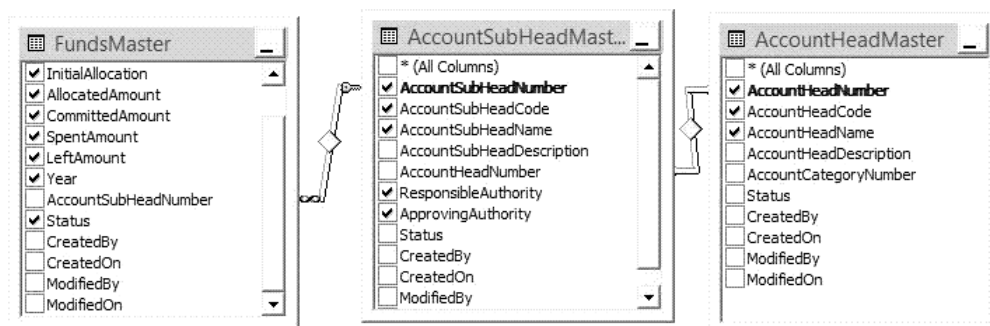 FundsMaster
InitialAllocation
AllocatedAmount
CommittedAmount
SpentAmount
LeftAmount
Year
AccountSubHeadNumber
Status
CreatedBy
CreatedOn
ModifiedBy
ModifiedOn
AccountSubHeadMast...
* (All Columns)
AccountSubHeadNumber
AccountSubHeadCode
AccountSubHeadName
AccountSubHeadDescription
AccountHeadNumber
ResponsibleAuthority
ApprovingAuthority
Status
CreatedBy
CreatedOn
ModifiedBy
AccountHeadMaster
* (All Columns)
AccountHeadNumber
AccountHeadCode
AccountHeadName
AccountHeadDescription
AccountCategoryNumber
Status
CreatedBy
CreatedOn
ModifiedBy
ModifiedOn